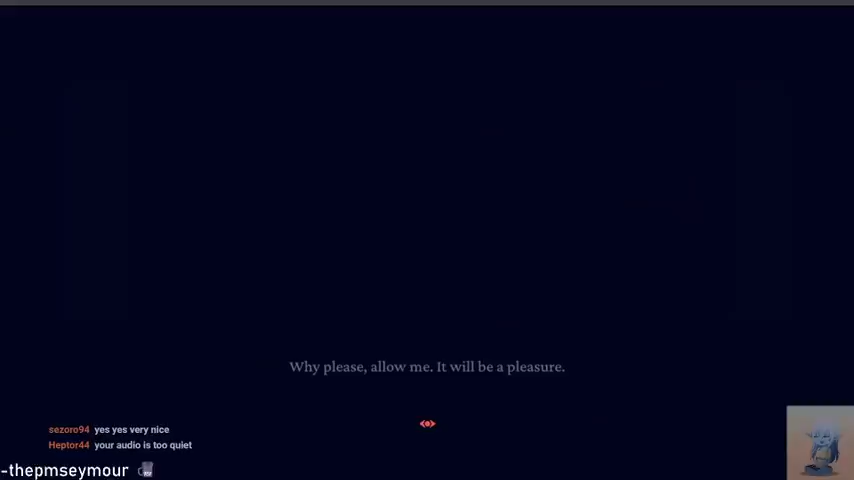 Why please, allow me. It will be a pleasure.
sezoro94 yes yes very nice
Heptor44 your audio is too quiet
-thepmseymour